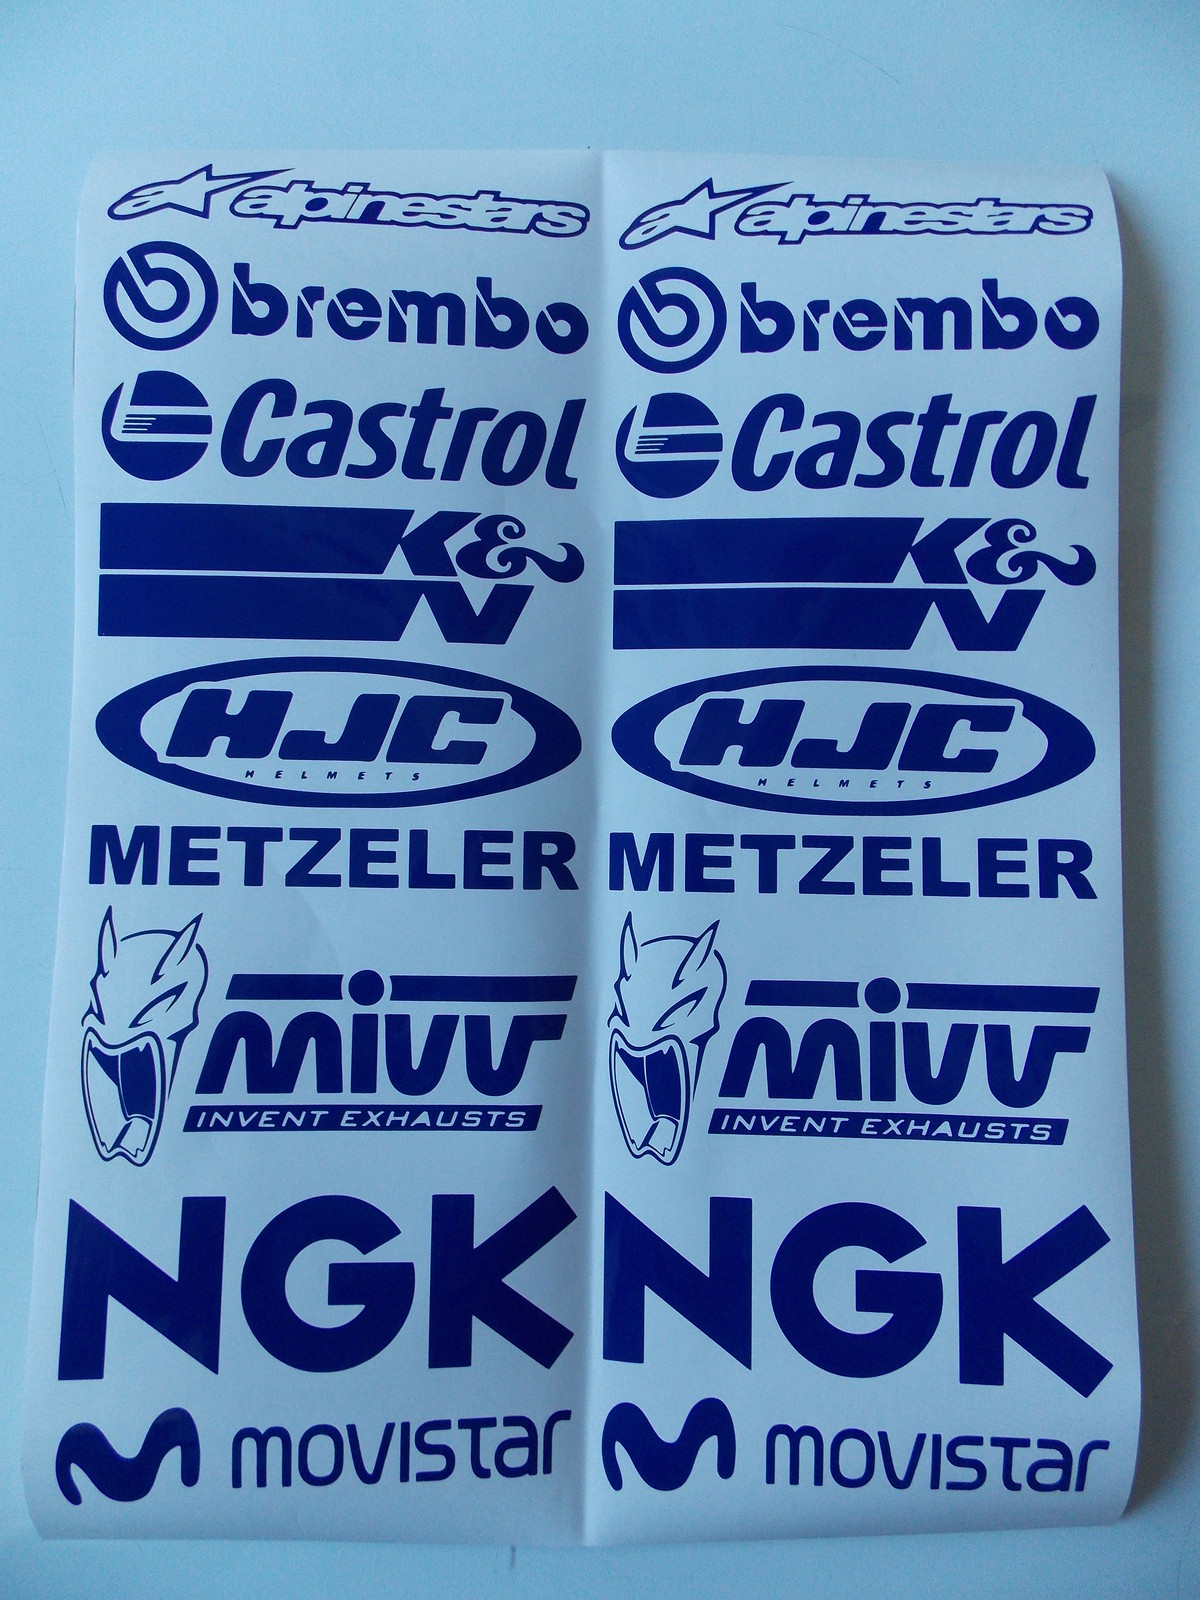 alpinestars alpinestars
brembo brembo
Castrol Castrol
K& K&
N N
HJC HJC
HELMETS HELMETS
METZELER METZELER
mivv mivv
INVENT EXHAUSTS INVENT EXHAUSTS
NGK NGK
movistar movistar